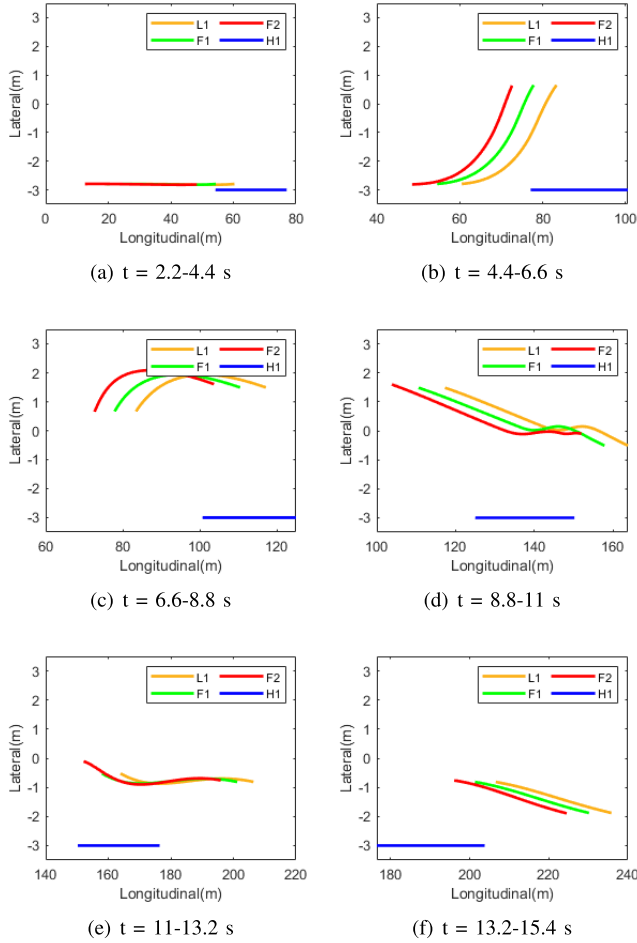 L1 F2
F1 H1
Lateral(m)
3
2
1
0
-1
-2
-3
0 20 40 60 80
Longitudinal(m)
(a) t = 2.2-4.4 s
L1 F2
F1 H1
Lateral(m)
3
2
1
0
-1
-2
-3
40 60 80 100
Longitudinal(m)
(b) t = 4.4-6.6 s
L1 F2
F1 H1
Lateral(m)
3
2
1
0
-1
-2
-3
60 80 100 120
Longitudinal(m)
(c) t = 6.6-8.8 s
L1 F2
F1 H1
Lateral(m)
3
2
1
0
-1
-2
-3
100 120 140 160
Longitudinal(m)
(d) t = 8.8-11 s
L1 F2
F1 H1
Lateral(m)
3
2
1
0
-1
-2
-3
140 160 180 200 220
Longitudinal(m)
(e) t = 11-13.2 s
L1 F2
F1 H1
Lateral(m)
3
2
1
0
-1
-2
-3
180 200 220 240
Longitudinal(m)
(f) t = 13.2-15.4 s